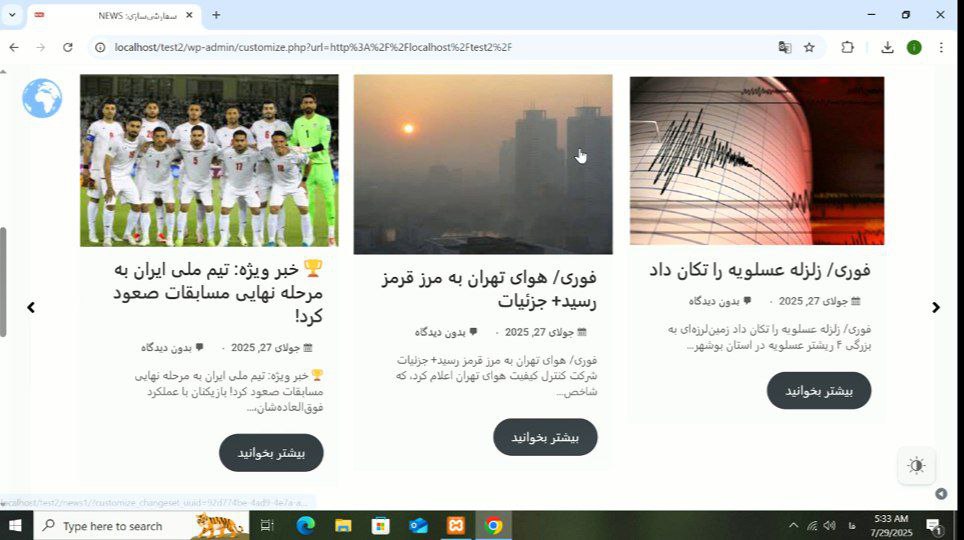 سفارشی‌سازی: NEWS
localhost/test2/wp-admin/customize.php?url=http%3A%2F%2Flocalhost%2Ftest2%2F
فوری/ زلزله عسلویه را تکان داد
جولای 27, 2025 - بدون دیدگاه
فوری/ زلزله عسلویه را تکان داد زمین‌لرزه‌ای به
بزرگی ۴ ریشتر عسلویه در استان بوشهر...
بیشتر بخوانید
فوری/ هوای تهران به مرز قرمز
رسید+ جزئیات
جولای 27, 2025 - بدون دیدگاه
فوری/ هوای تهران به مرز قرمز رسید+ جزئیات
شرکت کنترل کیفیت هوای تهران اعلام کرد، که
شاخص...
بیشتر بخوانید
🏆 خبر ویژه: تیم ملی ایران به
مرحله نهایی مسابقات صعود
کرد!
جولای 27, 2025 - بدون دیدگاه
🏆 خبر ویژه: تیم ملی ایران به مرحله نهایی
مسابقات صعود کرد! بازیکنان با عملکرد
فوق‌العاده‌شان،...
بیشتر بخوانید
localhost/test2/news1/?customize_changeset_uuid=
Type here to search
فا
5:33 AM
7/29/2025
1